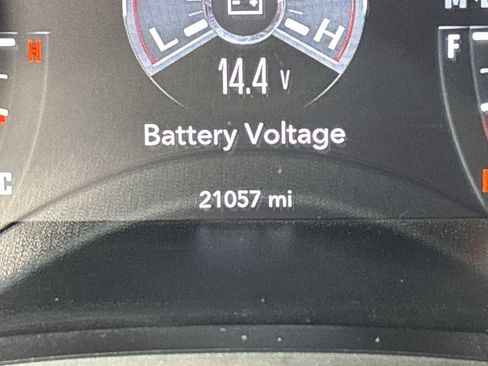 L H
H F
14.4 V
Battery Voltage
C
21057 mi